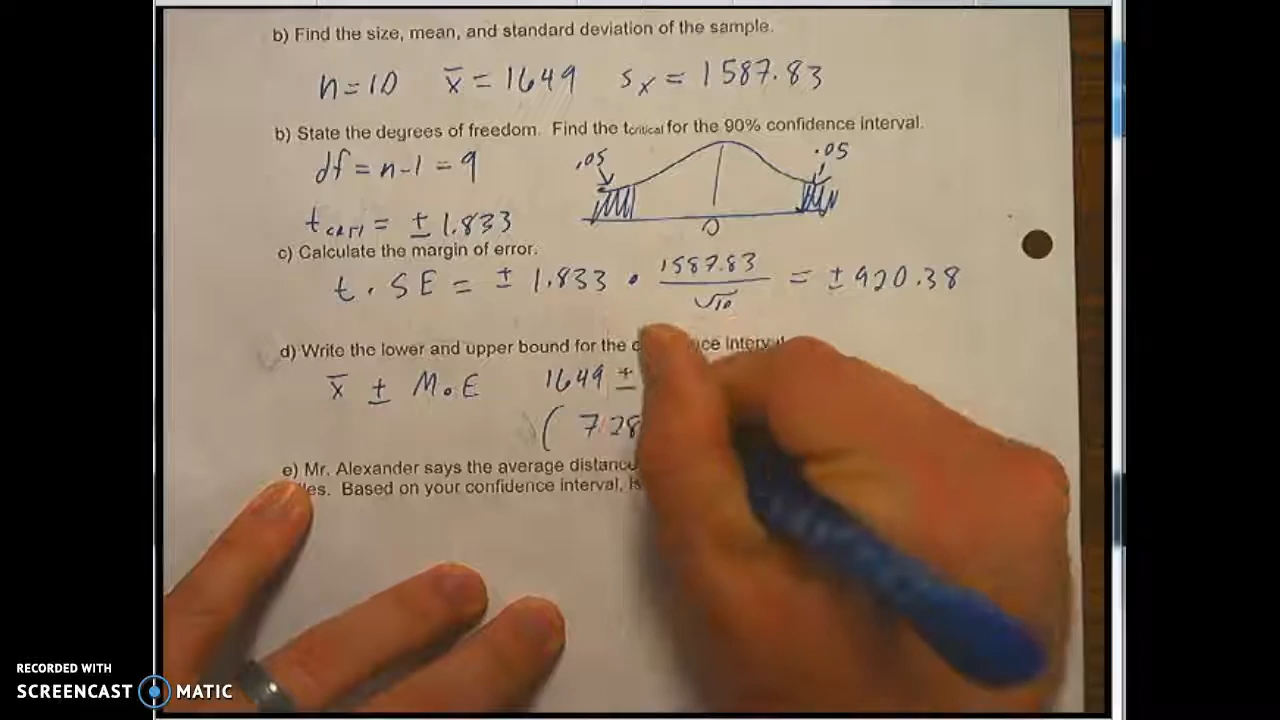 b) Find the size, mean, and standard deviation of the sample.
n = 10 x̄ = 1649 sₓ = 1587.83
b) State the degrees of freedom. Find the tcritical for the 90% confidence interval.
df = n-1 = 9 .05 .05
t crit = ± 1.833 0
c) Calculate the margin of error.
t · SE = ± 1.833 · 1587.83 / √10 = ± 920.38
d) Write the lower and upper bound for the
x̄ ± M.E 1649 ±
( 728
e) Mr. Alexander says the average distance
Based on your confidence interval,
RECORDED WITH
SCREENCAST MATIC